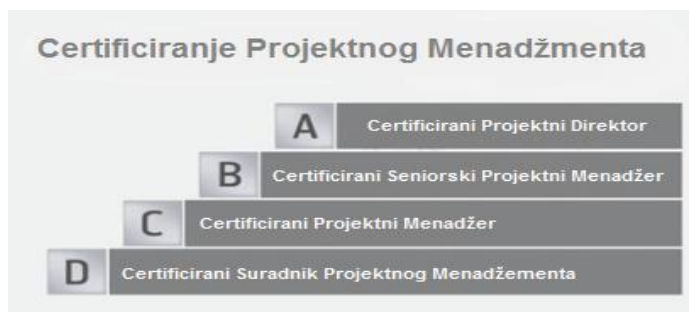 Certificiranje Projektnog Menadžmenta
A Certificirani Projektni Direktor
B Certificirani Seniorski Projektni Menadžer
C Certificirani Projektni Menadžer
D Certificirani Suradnik Projektnog Menadžementa